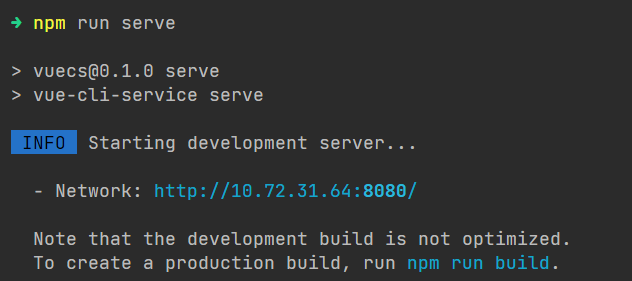 → npm run serve
> vuecs@0.1.0 serve
> vue-cli-service serve
INFO Starting development server...
- Network: http://10.72.31.64:8080/
Note that the development build is not optimized.
To create a production build, run npm run build.